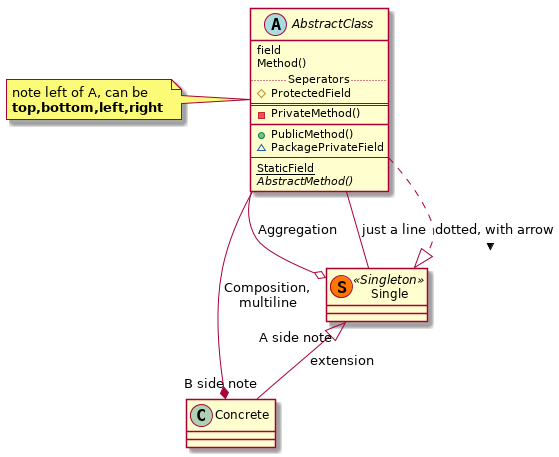 A AbstractClass
field
Method()
Seperators
ProtectedField
PrivateMethod()
PublicMethod()
PackagePrivateField
StaticField
AbstractMethod()
note left of A, can be
top,bottom,left,right
Aggregation
just a line
dotted, with arrow
S «Singleton»
Single
Composition,
multiline
A side note
extension
B side note
C Concrete